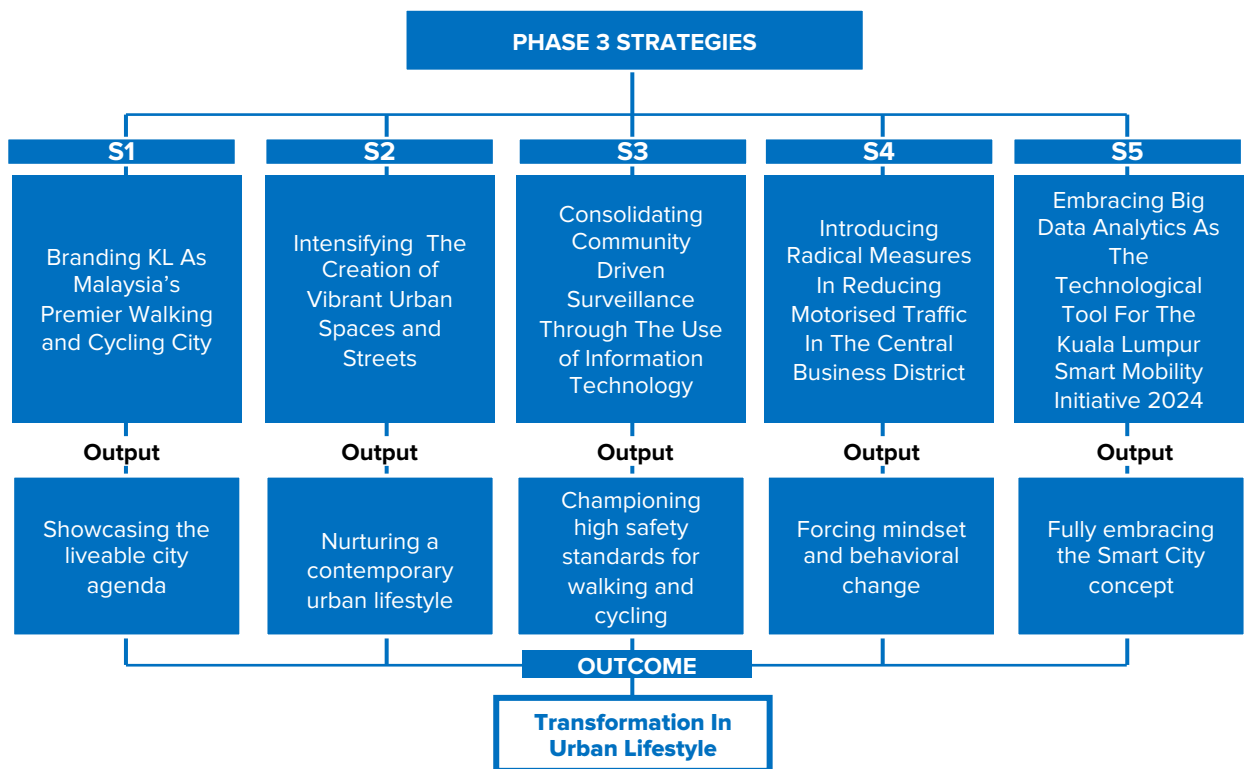 PHASE 3 STRATEGIES
S1
Branding KL As
Malaysia’s
Premier Walking
and Cycling City
Output
Showcasing the
liveable city
agenda
S2
Intensifying The
Creation of
Vibrant Urban
Spaces and
Streets
Output
Nurturing a
contemporary
urban lifestyle
S3
Consolidating
Community
Driven
Surveillance
Through The Use
of Information
Technology
Output
Championing
high safety
standards for
walking and
cycling
S4
Introducing
Radical Measures
In Reducing
Motorised Traffic
In The Central
Business District
Output
Forcing mindset
and behavioral
change
S5
Embracing Big
Data Analytics As
The
Technological
Tool For The
Kuala Lumpur
Smart Mobility
Initiative 2024
Output
Fully embracing
the Smart City
concept
OUTCOME
Transformation In
Urban Lifestyle